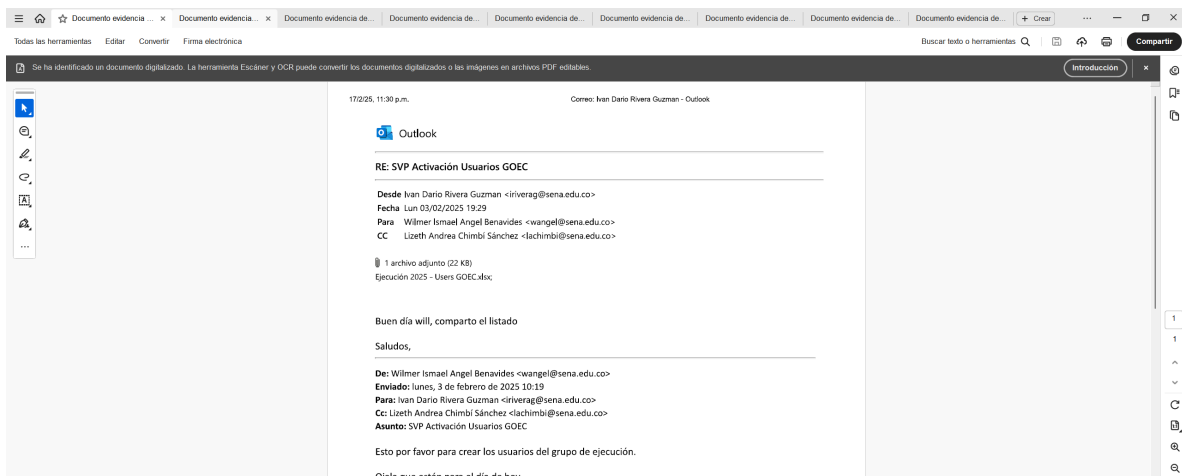 Documento evidencia ... x
Documento evidencia... x
Documento evidencia de...
Documento evidencia de...
Documento evidencia de...
Documento evidencia de...
Documento evidencia de...
Documento evidencia de...
Documento evidencia de...
+ Crear
Todas las herramientas Editar Convertir Firma electrónica
Buscar texto o herramientas
Compartir
Se ha identificado un documento digitalizado. La herramienta Escáner y OCR puede convertir los documentos digitalizados o las imágenes en archivos PDF editables.
Introducción
17/2/25, 11:30 p.m. Correo: Ivan Dario Rivera Guzman - Outlook
Outlook
RE: SVP Activación Usuarios GOEC
Desde Ivan Dario Rivera Guzman <iriverag@sena.edu.co>
Fecha Lun 03/02/2025 19:29
Para Wilmer Ismael Angel Benavides <wangel@sena.edu.co>
CC Lizeth Andrea Chimbí Sánchez <lachimbi@sena.edu.co>
1 archivo adjunto (22 KB)
Ejecución 2025 - Users GOEC.xlsx;
Buen día will, comparto el listado
Saludos,
De: Wilmer Ismael Angel Benavides <wangel@sena.edu.co>
Enviado: lunes, 3 de febrero de 2025 10:19
Para: Ivan Dario Rivera Guzman <iriverag@sena.edu.co>
Cc: Lizeth Andrea Chimbí Sánchez <lachimbi@sena.edu.co>
Asunto: SVP Activación Usuarios GOEC
Esto por favor para crear los usuarios del grupo de ejecución.
1
1